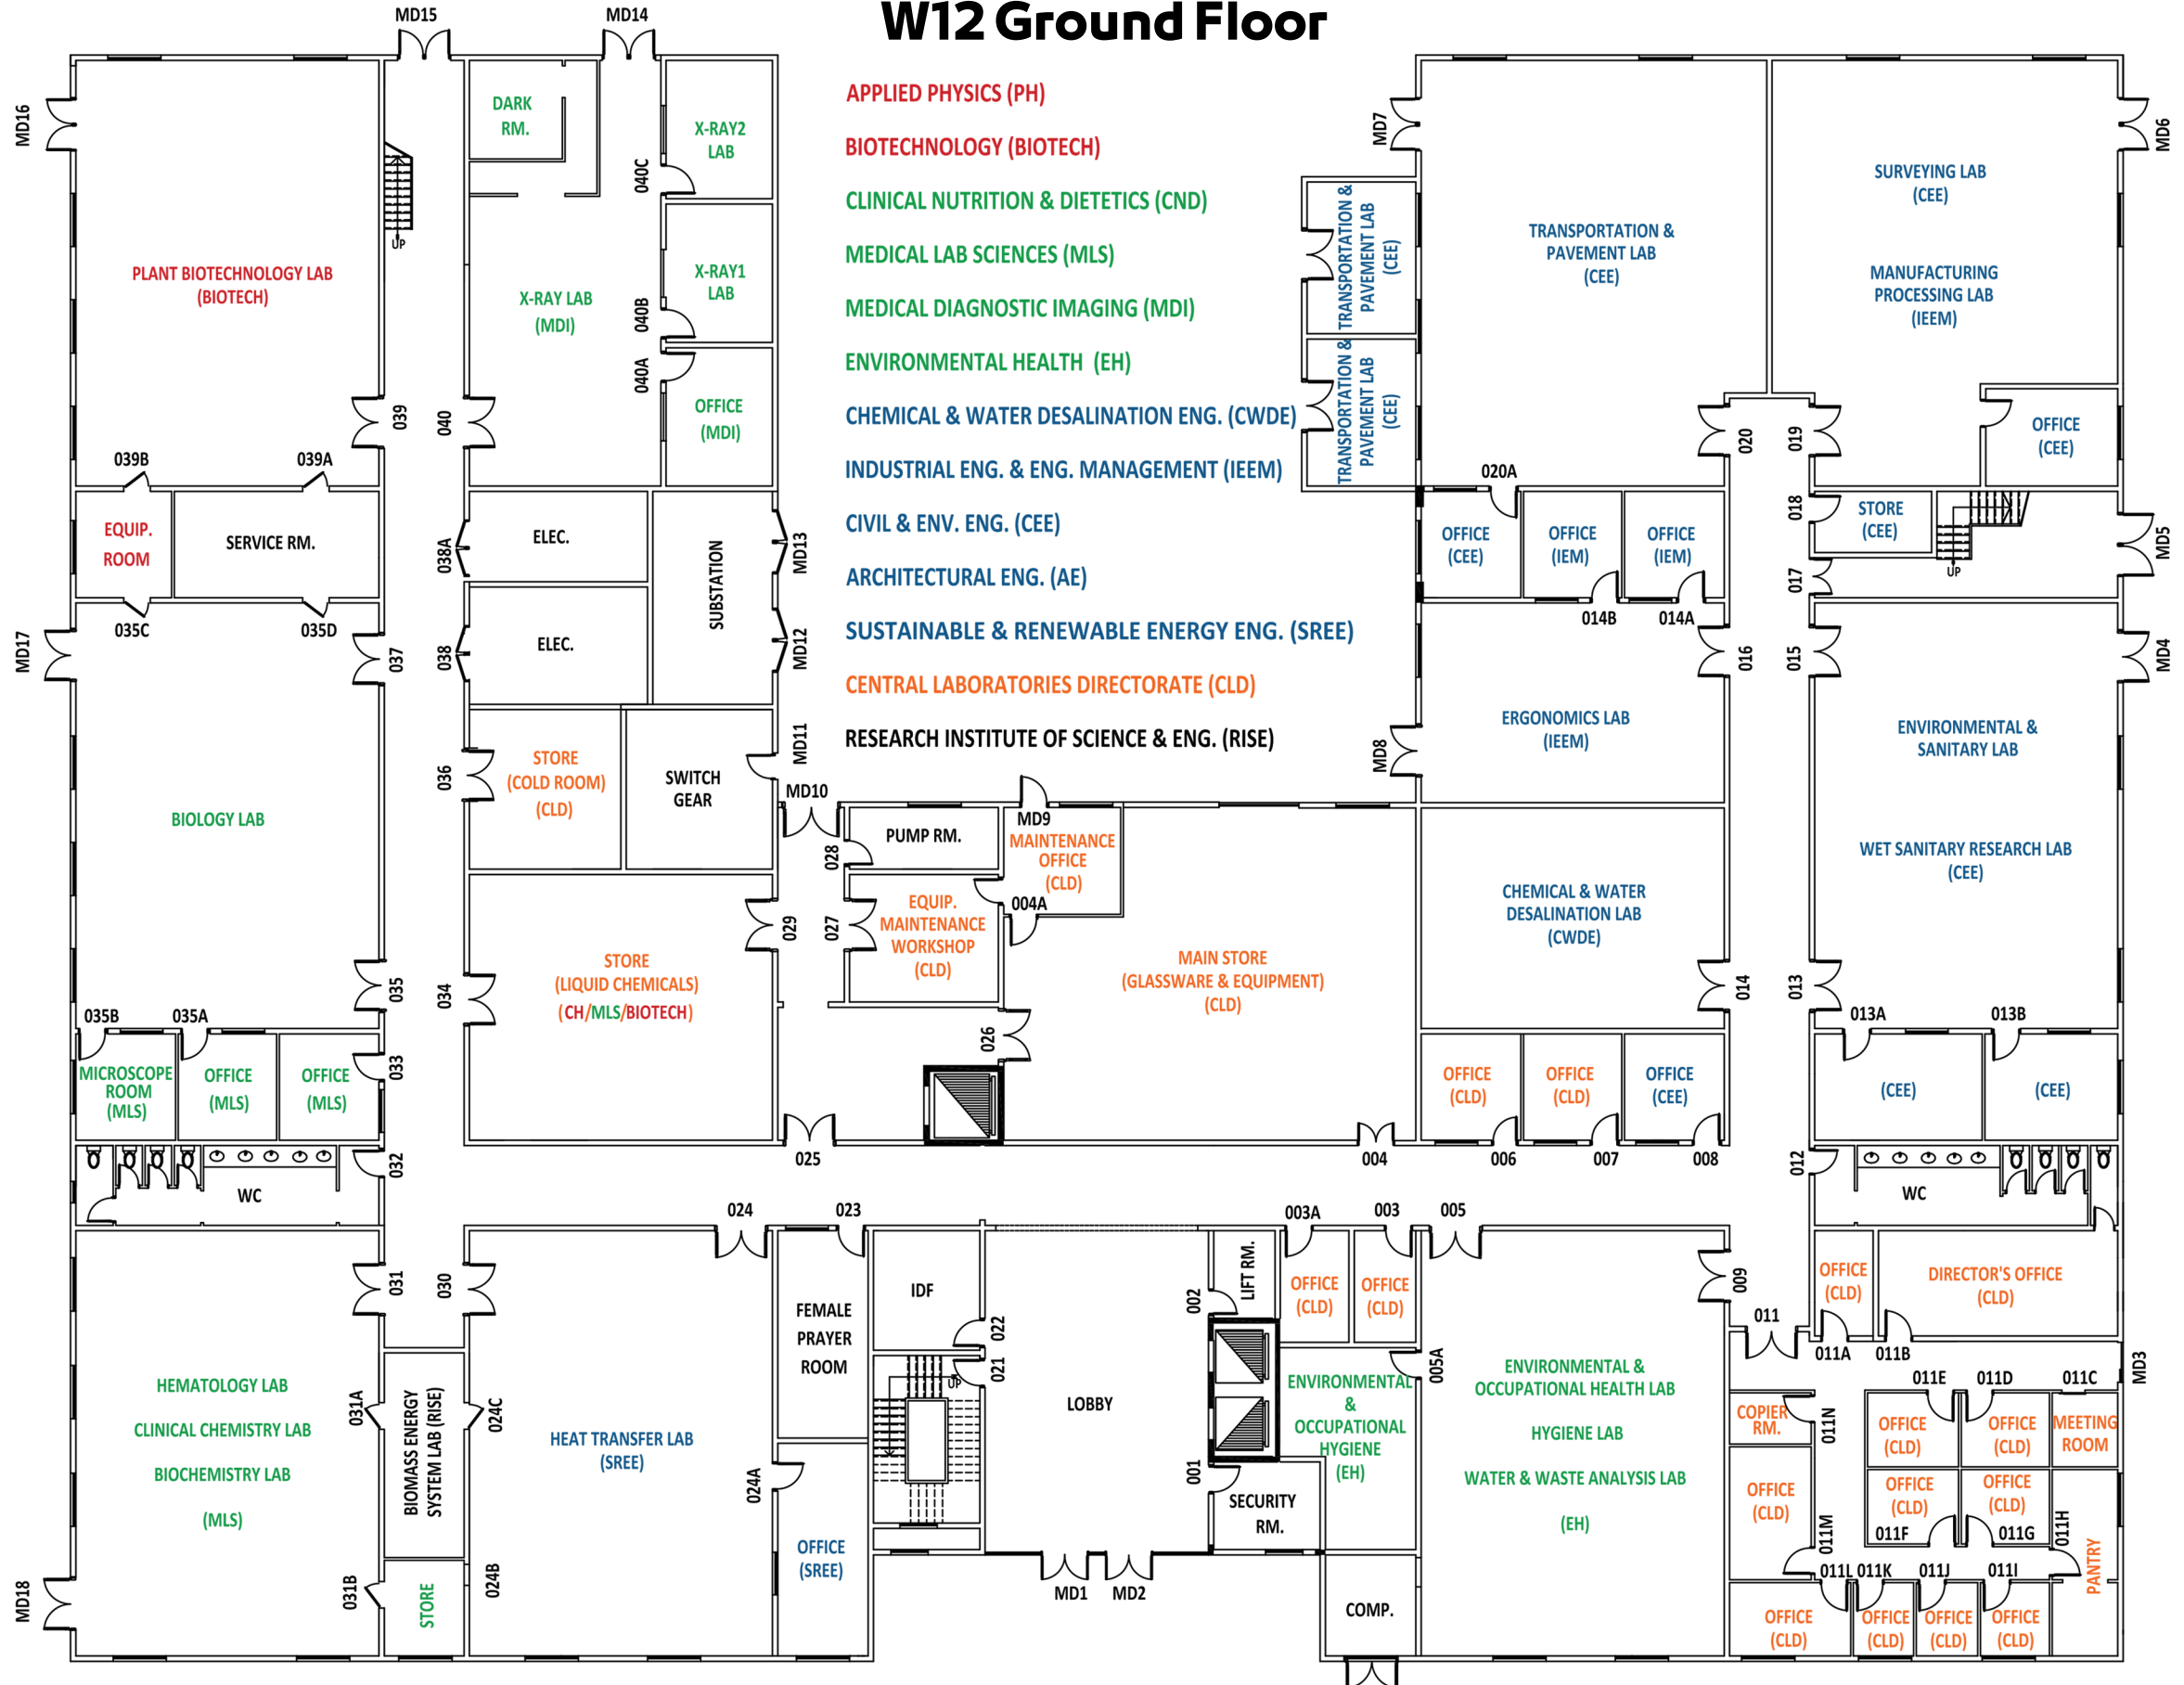 W12 Ground Floor
MD15
MD14
MD16
DARK
RM.
X-RAY2
LAB
040C
UP
PLANT BIOTECHNOLOGY LAB
(BIOTECH)
X-RAY LAB
(MDI)
X-RAY1
LAB
040B
040A
OFFICE
(MDI)
039
040
039B
039A
EQUIP.
ROOM
SERVICE RM.
038A
ELEC.
SUBSTATION
MD13
035C
035D
MD17
037
038
ELEC.
MD12
BIOLOGY LAB
036
STORE
(COLD ROOM)
(CLD)
SWITCH
GEAR
MD11
035
034
STORE
(LIQUID CHEMICALS)
(CH/MLS/BIOTECH)
029
035B
035A
033
MICROSCOPE
ROOM
(MLS)
OFFICE
(MLS)
OFFICE
(MLS)
032
WC
APPLIED PHYSICS (PH)
BIOTECHNOLOGY (BIOTECH)
CLINICAL NUTRITION & DIETETICS (CND)
MEDICAL LAB SCIENCES (MLS)
MEDICAL DIAGNOSTIC IMAGING (MDI)
ENVIRONMENTAL HEALTH (EH)
CHEMICAL & WATER DESALINATION ENG. (CWDE)
INDUSTRIAL ENG. & ENG. MANAGEMENT (IEEM)
CIVIL & ENV. ENG. (CEE)
ARCHITECTURAL ENG. (AE)
SUSTAINABLE & RENEWABLE ENERGY ENG. (SREE)
CENTRAL LABORATORIES DIRECTORATE (CLD)
RESEARCH INSTITUTE OF SCIENCE & ENG. (RISE)
MD10
028
PUMP RM.
MD9
MAINTENANCE
OFFICE
(CLD)
004A
027
EQUIP.
MAINTENANCE
WORKSHOP
(CLD)
MAIN STORE
(GLASSWARE & EQUIPMENT)
(CLD)
026
025
004
MD7
MD6
TRANSPORTATION &
PAVEMENT LAB
(CEE)
TRANSPORTATION &
PAVEMENT LAB
(CEE)
TRANSPORTATION &
PAVEMENT LAB
(CEE)
SURVEYING LAB
(CEE)
MANUFACTURING
PROCESSING LAB
(IEEM)
020
019
OFFICE
(CEE)
020A
OFFICE
(CEE)
OFFICE
(IEM)
OFFICE
(IEM)
018
STORE
(CEE)
UP
MD5
017
014B
014A
016
015
MD4
MD8
ERGONOMICS LAB
(IEEM)
ENVIRONMENTAL &
SANITARY LAB
WET SANITARY RESEARCH LAB
(CEE)
CHEMICAL & WATER
DESALINATION LAB
(CWDE)
014
013
013A
013B
OFFICE
(CLD)
OFFICE
(CLD)
OFFICE
(CEE)
(CEE)
(CEE)
006
007
008
012
WC
024
023
003A
003
005
031
030
031A
024C
HEMATOLOGY LAB
CLINICAL CHEMISTRY LAB
BIOCHEMISTRY LAB
(MLS)
BIOMASS ENERGY
SYSTEM LAB (RISE)
HEAT TRANSFER LAB
(SREE)
MD18
031B
STORE
024B
024A
FEMALE
PRAYER
ROOM
OFFICE
(SREE)
IDF
022
021
UP
LOBBY
002
LIFT RM.
OFFICE
(CLD)
OFFICE
(CLD)
001
SECURITY
RM.
MD1
MD2
ENVIRONMENTAL
&
OCCUPATIONAL
HYGIENE
(EH)
005A
COMP.
ENVIRONMENTAL &
OCCUPATIONAL HEALTH LAB
HYGIENE LAB
WATER & WASTE ANALYSIS LAB
(EH)
009
011
OFFICE
(CLD)
DIRECTOR'S OFFICE
(CLD)
011A
011B
MD3
011E
011D
011C
COPIER
RM.
011N
OFFICE
(CLD)
OFFICE
(CLD)
MEETING
ROOM
OFFICE
(CLD)
011M
OFFICE
(CLD)
OFFICE
(CLD)
011F
011G
011H
PANTRY
011L
011K
011J
011I
OFFICE
(CLD)
OFFICE
(CLD)
OFFICE
(CLD)
OFFICE
(CLD)